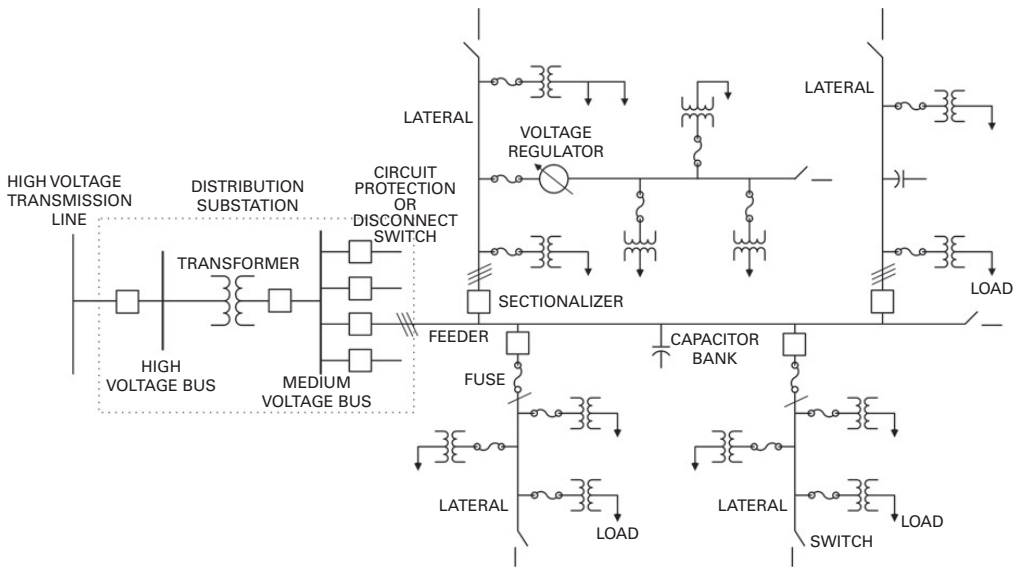 LATERAL
LATERAL
VOLTAGE
REGULATOR
HIGH VOLTAGE
TRANSMISSION
LINE
DISTRIBUTION
SUBSTATION
CIRCUIT
PROTECTION
OR
DISCONNECT
SWITCH
TRANSFORMER
LOAD
SECTIONALIZER
FEEDER
CAPACITOR
BANK
HIGH
VOLTAGE BUS
MEDIUM
VOLTAGE BUS
FUSE
LATERAL
LOAD
LATERAL
LOAD
SWITCH